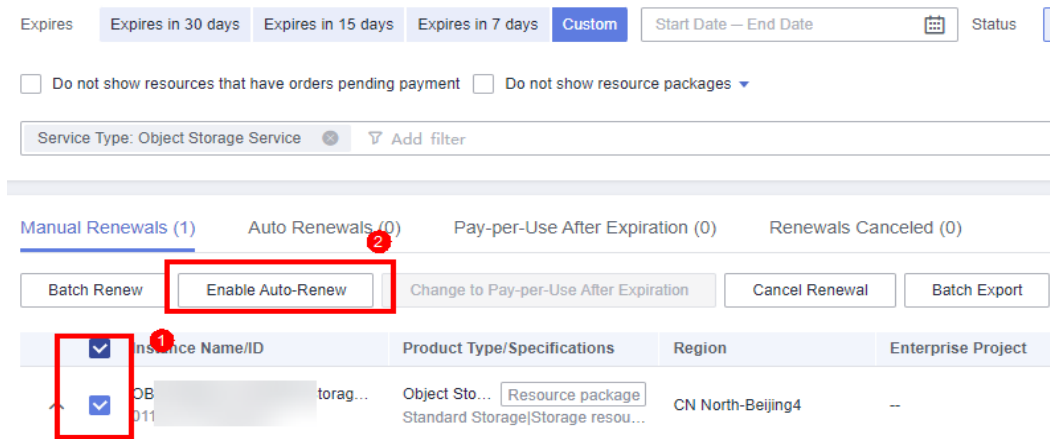 Expires Expires in 30 days Expires in 15 days Expires in 7 days Custom Start Date — End Date Status
Do not show resources that have orders pending payment Do not show resource packages
Service Type: Object Storage Service Add filter
Manual Renewals (1) Auto Renewals (0) Pay-per-Use After Expiration (0) Renewals Canceled (0)
2
Batch Renew Enable Auto-Renew Change to Pay-per-Use After Expiration Cancel Renewal Batch Export
1
Instance Name/ID Product Type/Specifications Region Enterprise Project
OB torag... Object Sto... Resource package CN North-Beijing4 --
011 Standard Storage|Storage resou...